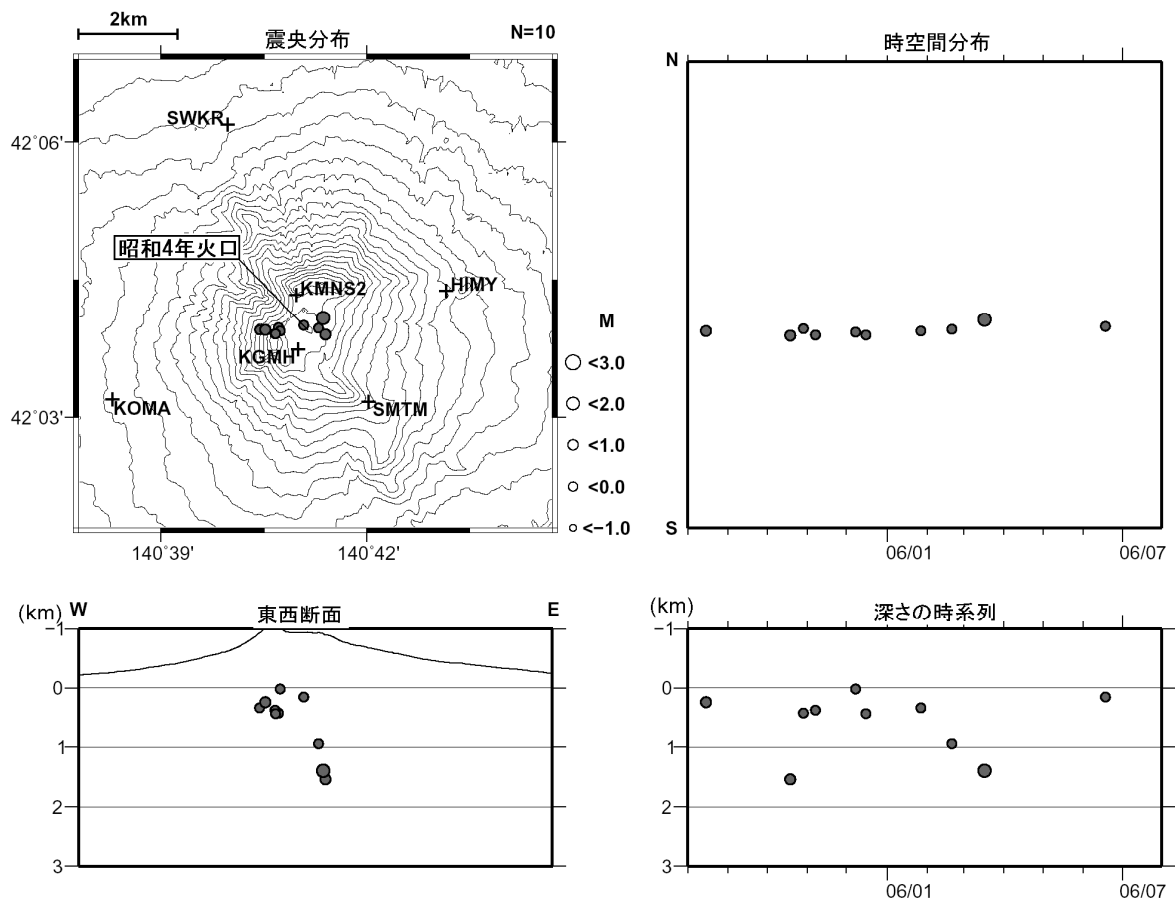 2km
震央分布
N=10
SWKR
42°06'
昭和4年火口
KMNS2
HIMY
KGMH
KOMA
SMTM
42°03'
140°39'
140°42'
M
<3.0
<2.0
<1.0
<0.0
<−1.0
時空間分布
N
S
06/01
06/07
(km)
W
東西断面
E
−1
0
1
2
3
(km)
深さの時系列
−1
0
1
2
3
06/01
06/07